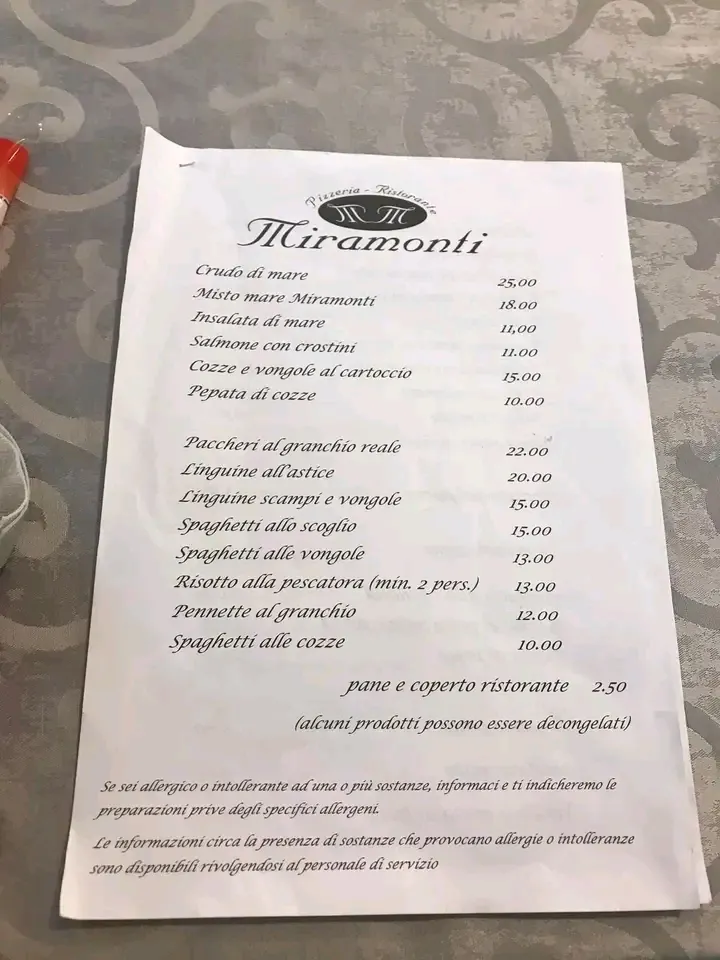 Pizzeria - Ristorante
M M
Miramonti
Crudo di mare 25,00
Misto mare Miramonti 18.00
Insalata di mare 11,00
Salmone con crostini 11.00
Cozze e vongole al cartoccio 15.00
Pepata di cozze 10.00
Paccheri al granchio reale 22.00
Linguine all'astice 20.00
Linguine scampi e vongole 15.00
Spaghetti allo scoglio 15.00
Spaghetti alle vongole 13.00
Risotto alla pescatora (min. 2 pers.) 13.00
Pennette al granchio 12.00
Spaghetti alle cozze 10.00
pane e coperto ristorante 2.50
(alcuni prodotti possono essere decongelati)
Se sei allergico o intollerante ad una o più sostanze, informaci e ti indicheremo le
preparazioni prive degli specifici allergeni.
Le informazioni circa la presenza di sostanze che provocano allergie o intolleranze
sono disponibili rivolgendosi al personale di servizio